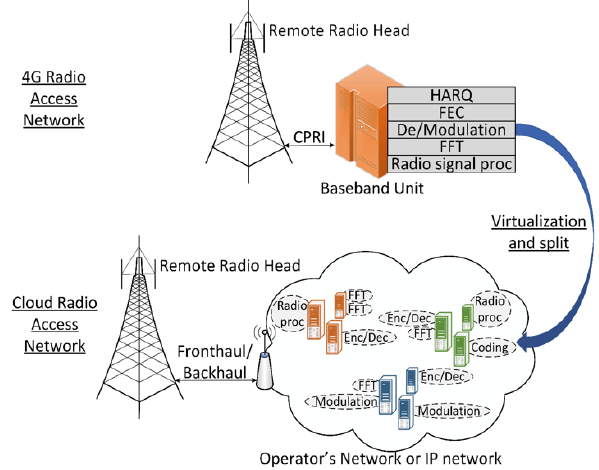 Remote Radio Head
4G Radio
Access
Network
CPRI
HARQ
FEC
De/Modulation
FFT
Radio signal proc
Baseband Unit
Virtualization
and split
Remote Radio Head
Cloud Radio
Access
Network
Fronthaul/
Backhaul
Radio
proc
FFT
FFT
Enc/Dec
Enc/Dec
FFT
Radio
proc
Coding
FFT
Modulation
Enc/Dec
Modulation
Operator's Network or IP network